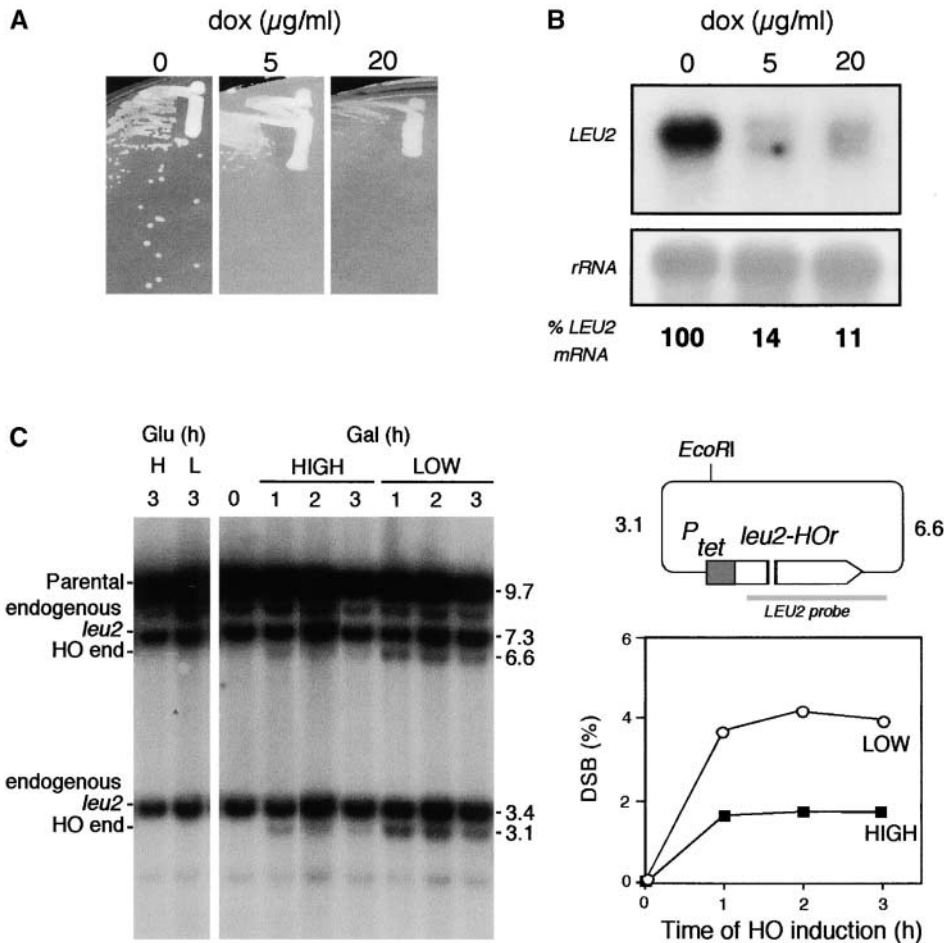 A
dox (µg/ml)
0 5 20
B
dox (µg/ml)
0 5 20
LEU2
rRNA
% LEU2
mRNA
100 14 11
C
Glu (h) Gal (h)
H L HIGH LOW
3 3 0 1 2 3 1 2 3
Parental
endogenous
leu2
HO end
9.7
7.3
6.6
endogenous
leu2
HO end
3.4
3.1
EcoRI
3.1 6.6
Ptet leu2-HOr
LEU2 probe
6
4
2
0
DSB (%)
LOW
HIGH
0 1 2 3
Time of HO induction (h)